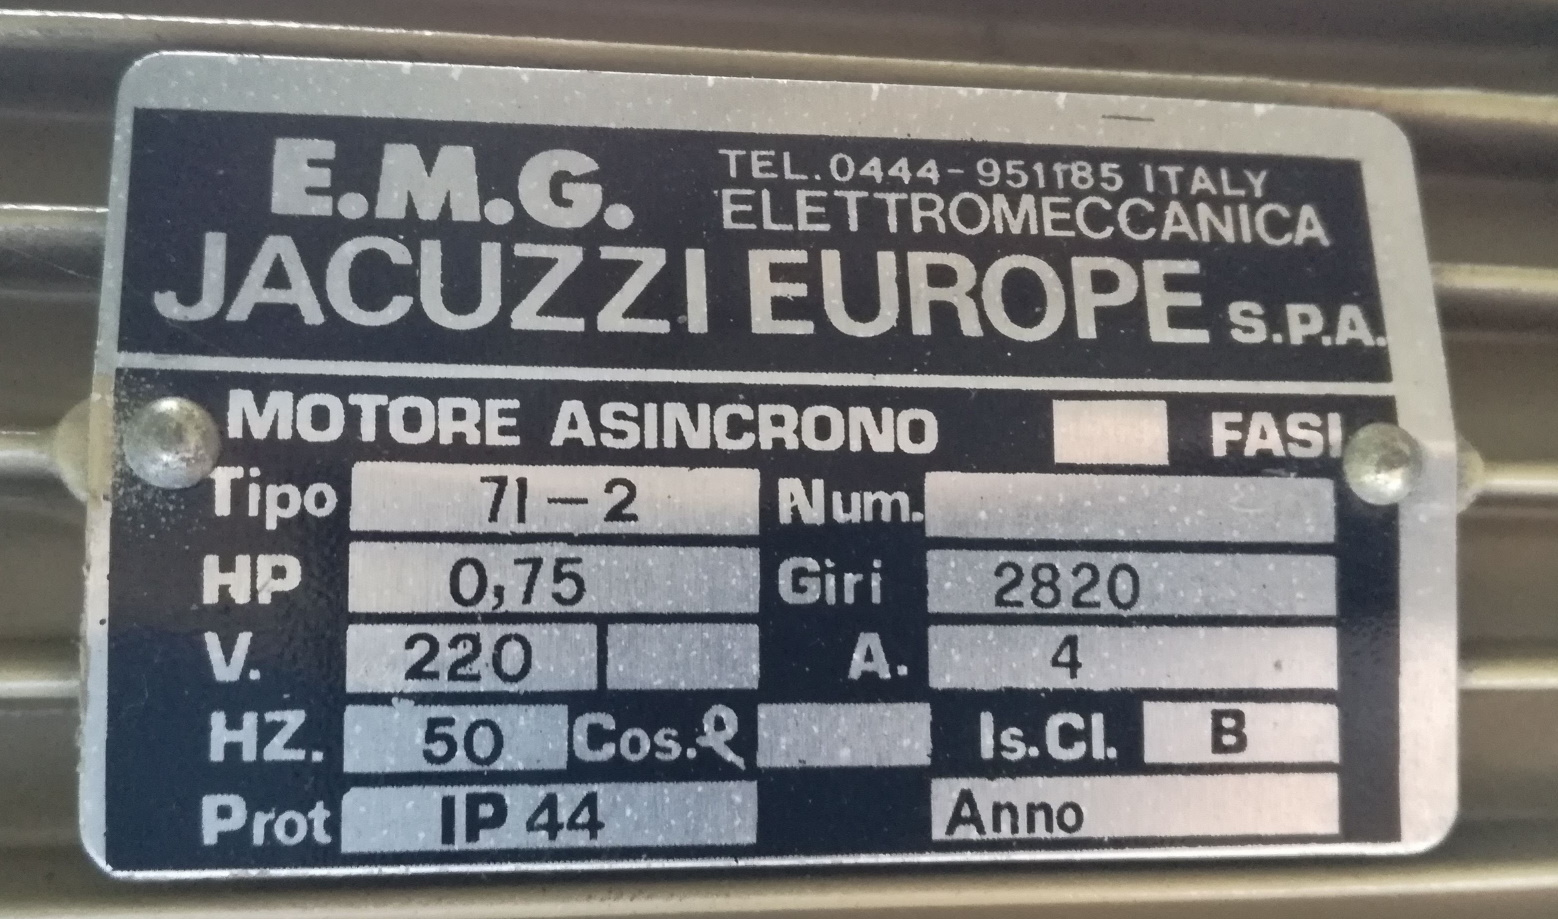 E.M.G.
TEL.0444-951185 ITALY
ELETTROMECCANICA
JACUZZI EUROPE S.P.A.
MOTORE ASINCRONO FASI
Tipo 71-2 Num.
HP 0,75 Giri 2820
V. 220 A. 4
HZ. 50 Cos.φ Is.Cl. B
Prot IP 44 Anno